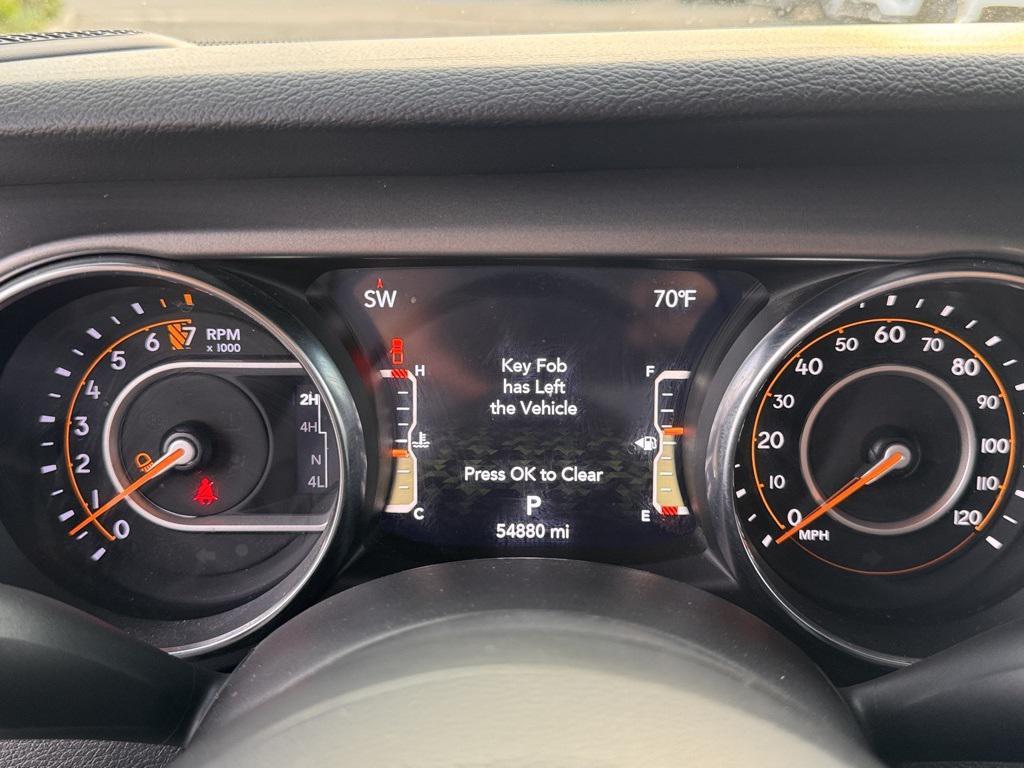 SW
70°F
Key Fob
has Left
the Vehicle
Press OK to Clear
P
54880 mi
H
C
F
E
RPM
x 1000
0
1
2
3
4
5
6
7
2H
4H
N
4L
0
10
20
30
40
50
60
70
80
90
100
110
120
MPH